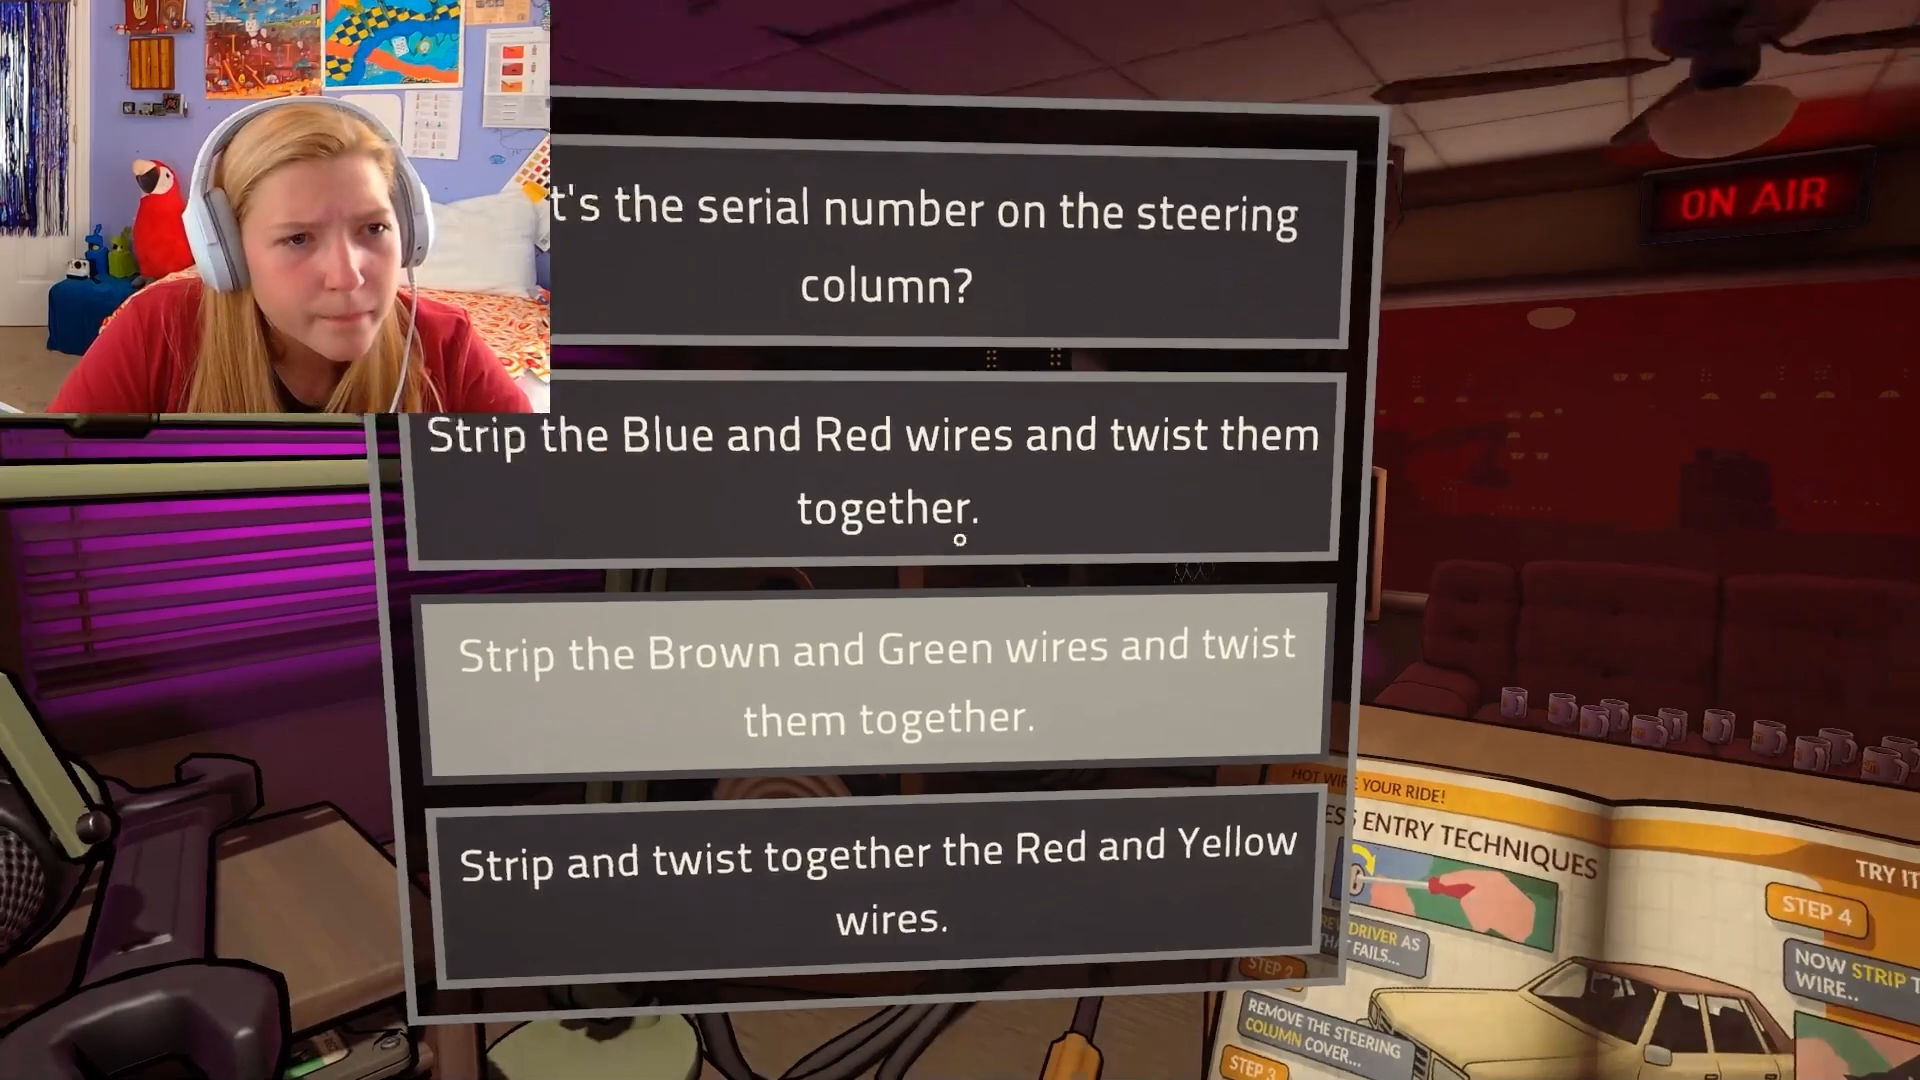 t's the serial number on the steering
column?
Strip the Blue and Red wires and twist them
together.
Strip the Brown and Green wires and twist
them together.
Strip and twist together the Red and Yellow
wires.
ON AIR
HOT WIRE YOUR RIDE!
ENTRY TECHNIQUES
DRIVER AS
FAILS...
STEP 2
REMOVE THE STEERING
COLUMN COVER...
STEP 3
TRY IT
STEP 4
NOW STRIP T
WIRE..